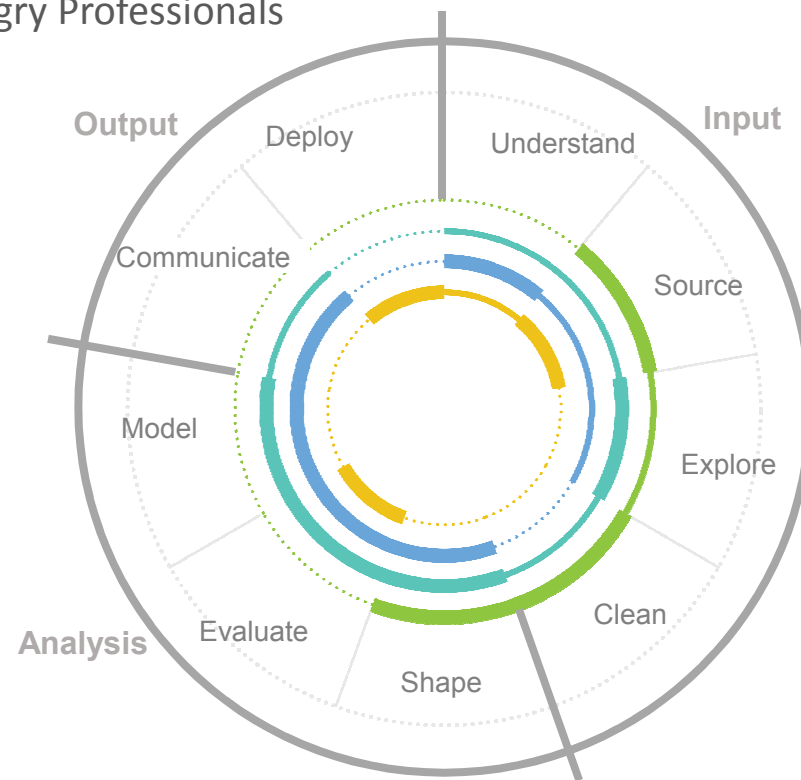 gry Professionals
Output
Deploy
Understand
Input
Communicate
Source
Model
Explore
Analysis
Evaluate
Clean
Shape